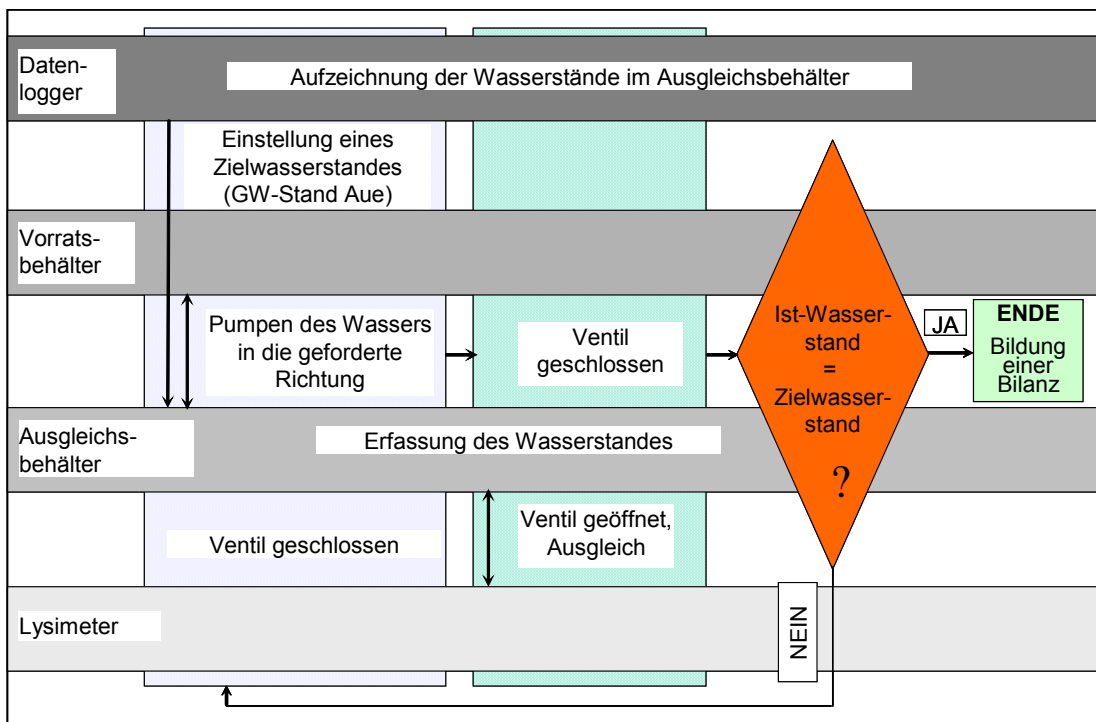 Daten-
logger
Aufzeichnung der Wasserstände im Ausgleichsbehälter
Einstellung eines
Zielwasserstandes
(GW-Stand Aue)
Vorrats-
behälter
Pumpen des Wassers
in die geforderte
Richtung
Ventil
geschlossen
Ist-Wasser-
stand
=
Zielwasser-
stand
?
JA
ENDE
Bildung
einer
Bilanz
Ausgleichs-
behälter
Erfassung des Wasserstandes
Ventil geschlossen
Ventil geöffnet,
Ausgleich
NEIN
Lysimeter